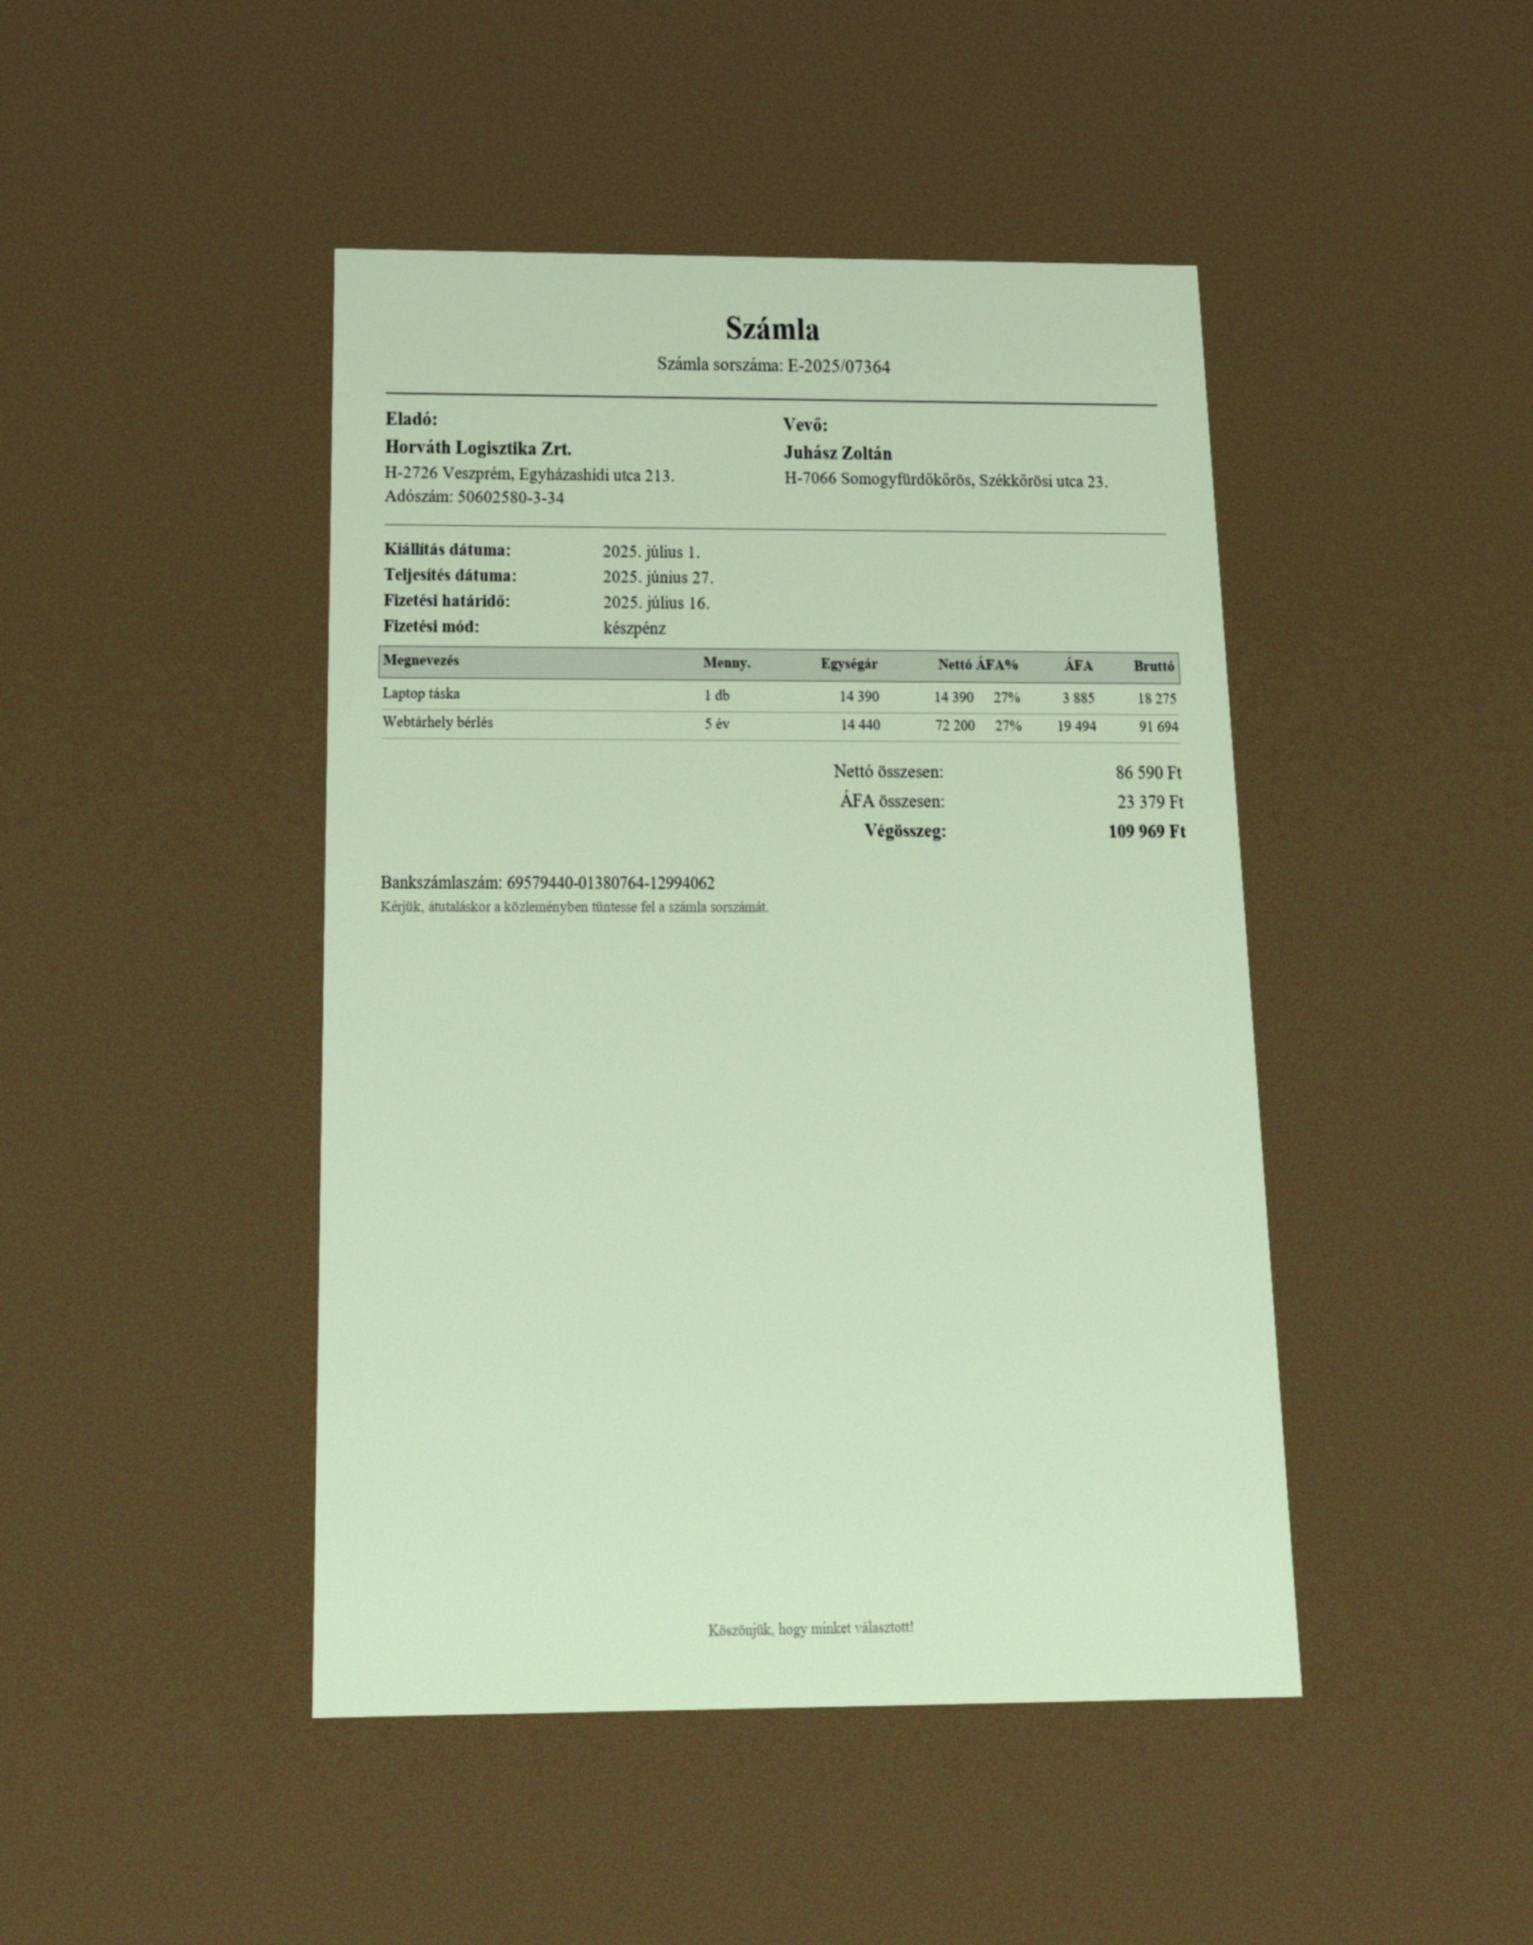 Számla
Számla sorszáma: E-2025/07364
Eladó:
Horváth Logisztika Zrt.
H-2726 Veszprém, Egyházashídi utca 213.
Adószám: 50602580-3-34
Vevő:
Juhász Zoltán
H-7066 Somogyfürdőkőrös, Székkőrösi utca 23.
Kiállítás dátuma: 2025. július 1.
Teljesítés dátuma: 2025. június 27.
Fizetési határidő: 2025. július 16.
Fizetési mód: készpénz
Megnevezés Menny. Egységár Nettó ÁFA% ÁFA Bruttó
Laptop táska 1 db 14 390 14 390 27% 3 885 18 275
Webtárhely bérlés 5 év 14 440 72 200 27% 19 494 91 694
Nettó összesen: 86 590 Ft
ÁFA összesen: 23 379 Ft
Végösszeg: 109 969 Ft
Bankszámlaszám: 69579440-01380764-12994062
Kérjük, átutaláskor a közleményben tüntesse fel a számla sorszámát.
Köszönjük, hogy minket választott!